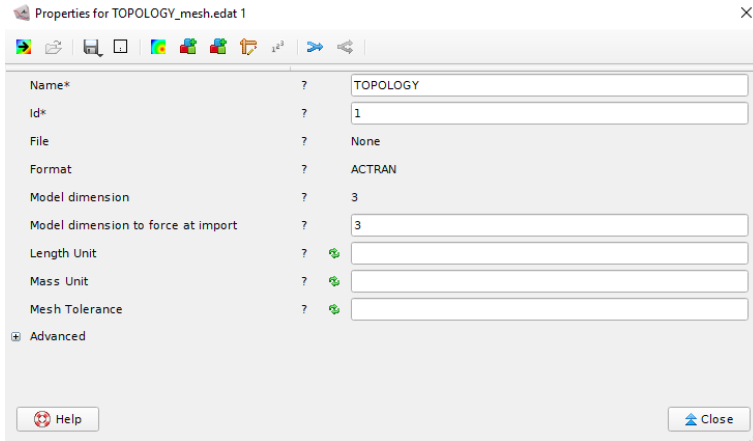 Properties for TOPOLOGY_mesh.edat 1
Name* ? TOPOLOGY
Id* ? 1
File ? None
Format ? ACTRAN
Model dimension ? 3
Model dimension to force at import ? 3
Length Unit ?
Mass Unit ?
Mesh Tolerance ?
Advanced
Help
Close